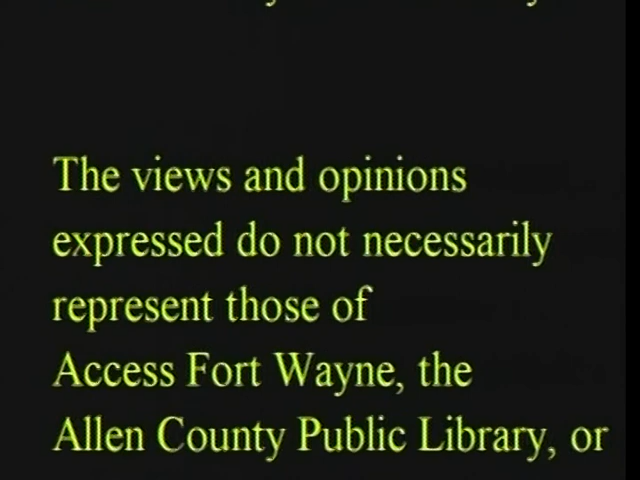 The views and opinions
expressed do not necessarily
represent those of
Access Fort Wayne, the
Allen County Public Library, or